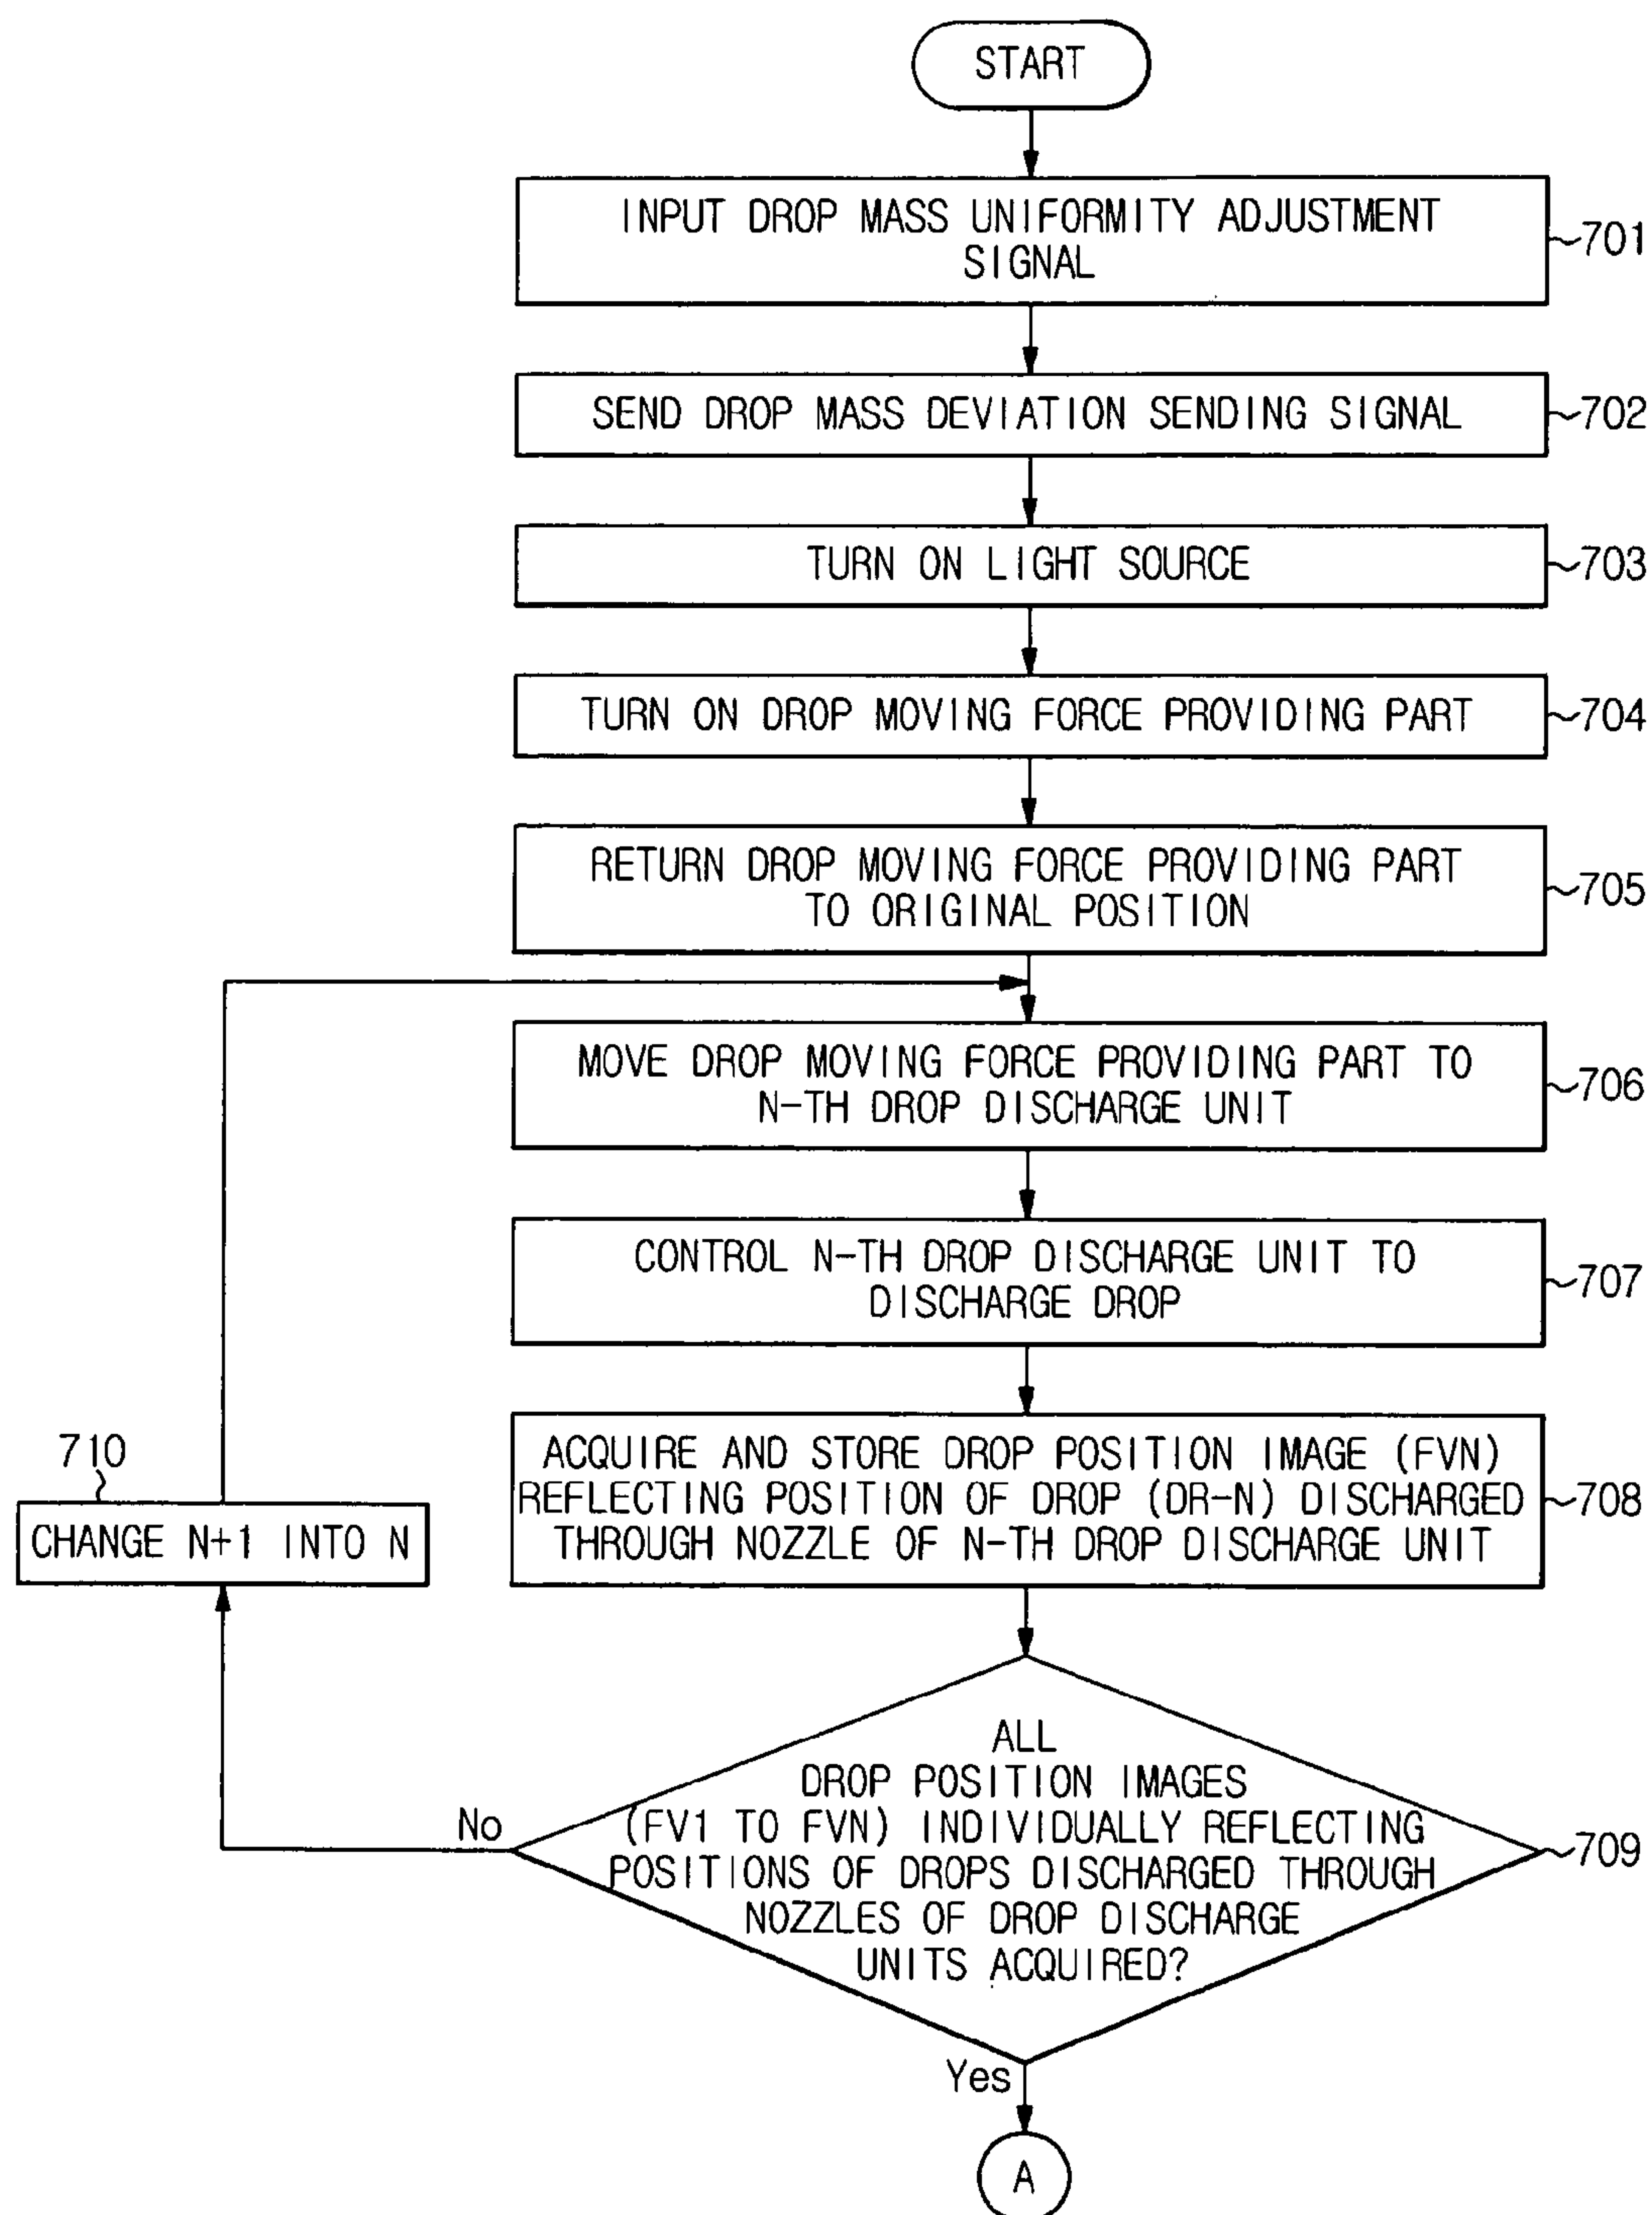 START
INPUT DROP MASS UNIFORMITY ADJUSTMENT
SIGNAL
701
SEND DROP MASS DEVIATION SENDING SIGNAL
702
TURN ON LIGHT SOURCE
703
TURN ON DROP MOVING FORCE PROVIDING PART
704
RETURN DROP MOVING FORCE PROVIDING PART
TO ORIGINAL POSITION
705
MOVE DROP MOVING FORCE PROVIDING PART TO
N-TH DROP DISCHARGE UNIT
706
CONTROL N-TH DROP DISCHARGE UNIT TO
DISCHARGE DROP
707
ACQUIRE AND STORE DROP POSITION IMAGE (FVN)
REFLECTING POSITION OF DROP (DR-N) DISCHARGED
THROUGH NOZZLE OF N-TH DROP DISCHARGE UNIT
708
710
CHANGE N+1 INTO N
ALL
DROP POSITION IMAGES
(FV1 TO FVN) INDIVIDUALLY REFLECTING
POSITIONS OF DROPS DISCHARGED THROUGH
NOZZLES OF DROP DISCHARGE
UNITS ACQUIRED?
709
No
Yes
A